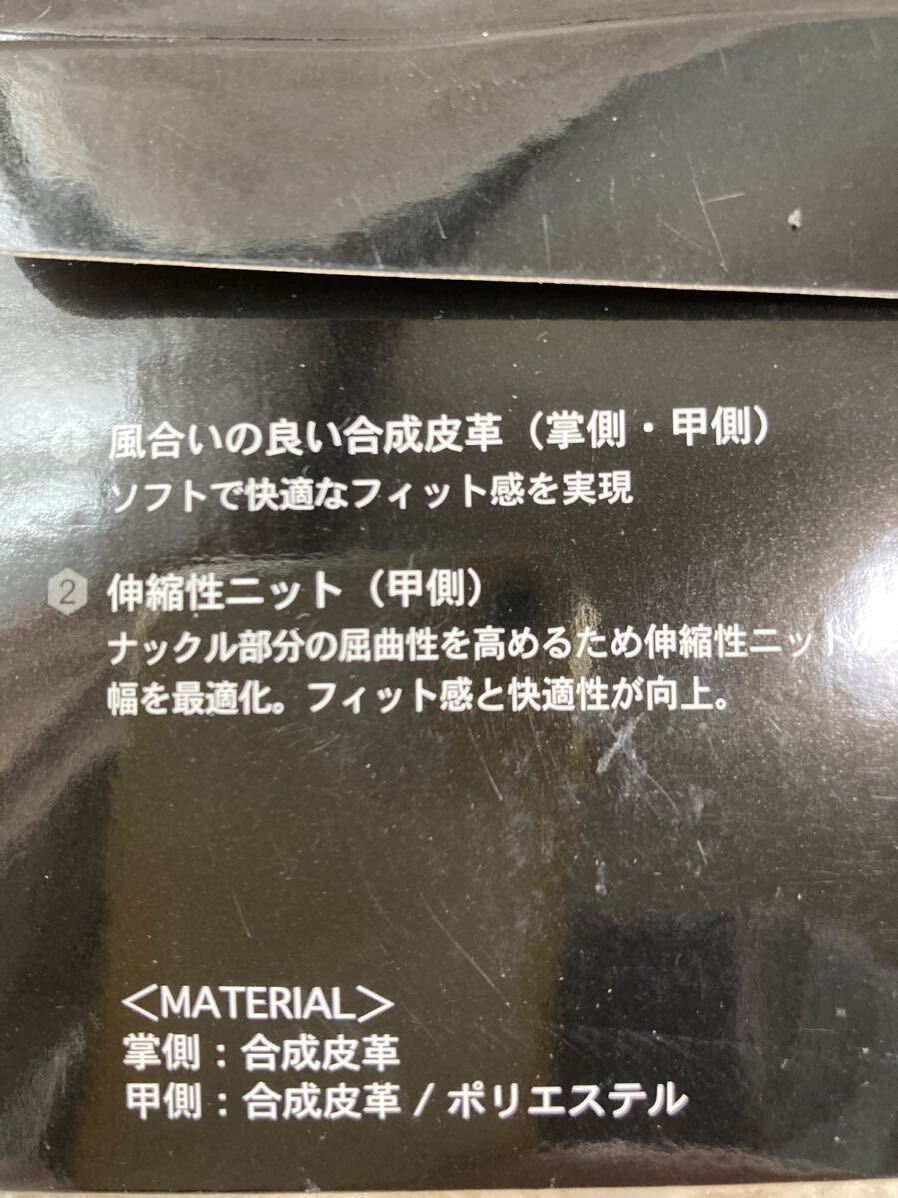 風合いの良い合成皮革（掌側・甲側）
ソフトで快適なフィット感を実現
2 伸縮性ニット（甲側）
ナックル部分の屈曲性を高めるため伸縮性ニットの
幅を最適化。フィット感と快適性が向上。
＜MATERIAL＞
掌側：合成皮革
甲側：合成皮革 / ポリエステル